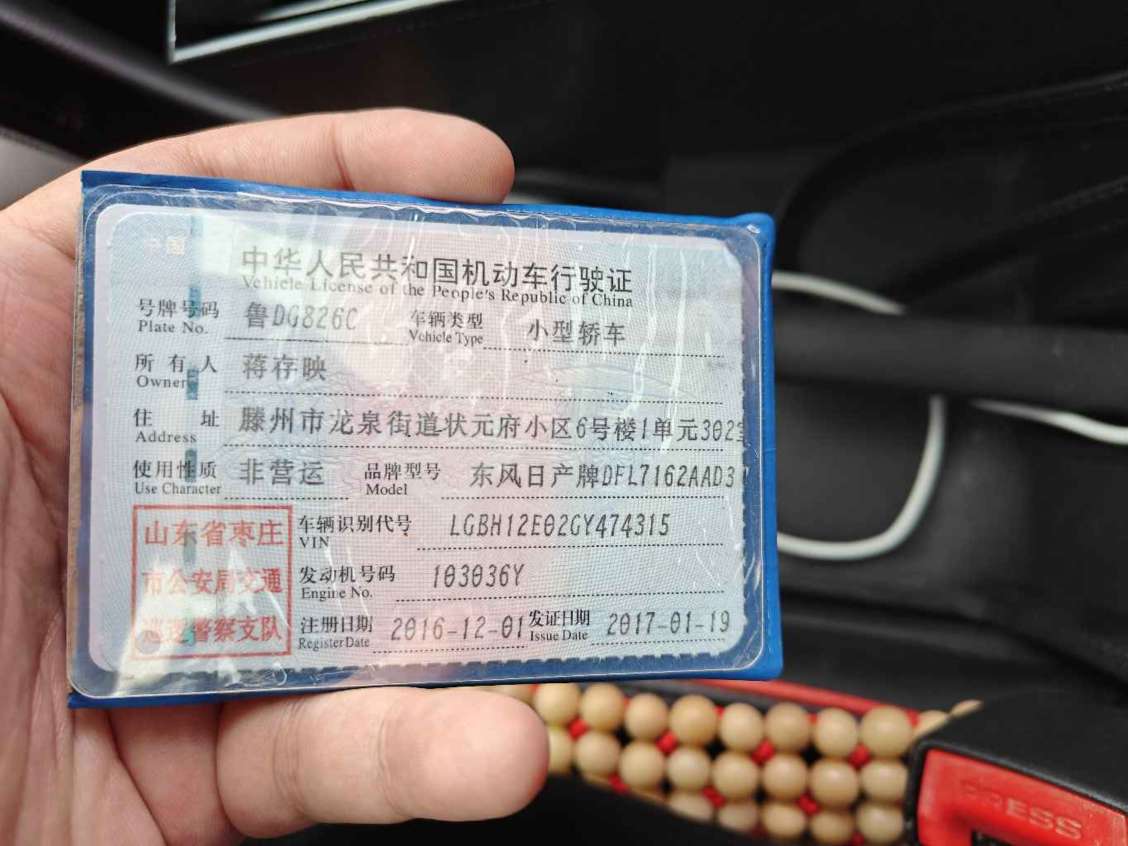 中华人民共和国机动车行驶证
Vehicle License of the People's Republic of China
号牌号码 鲁DG826C 车辆类型 小型轿车
Plate No. Vehicle Type
所有人 蒋存映
Owner
住址 滕州市龙泉街道状元府小区6号楼1单元302室
Address
使用性质 非营运 品牌型号 东风日产牌DFL7162AAD3
Use Character Model
山东省枣庄
市公安局交通
巡逻警察支队
车辆识别代号 LGBH12E02GY474315
VIN
发动机号码 103036Y
Engine No.
注册日期 2016-12-01 发证日期 2017-01-19
Register Date Issue Date
PRESS